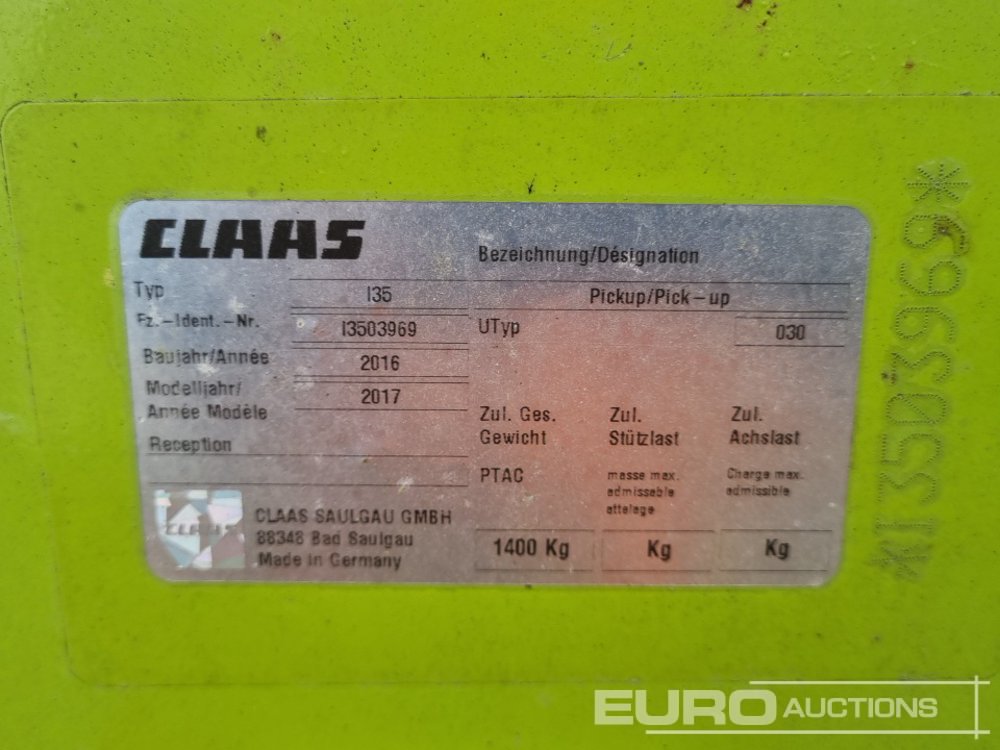 CLAAS
Bezeichnung/Désignation
Typ I35 Pickup/Pick-up
Fz.-Ident.-Nr. I3503969 UTyp 030
Baujahr/Année 2016
Modelljahr/
Année Modèle 2017
Reception
Zul. Ges.
Gewicht
PTAC
1400 Kg
Zul.
Stützlast
masse max.
admissable
attelage
Kg
Zul.
Achslast
Charge max.
admissible
Kg
CLAAS
CLAAS SAULGAU GMBH
88348 Bad Saulgau
Made in Germany
*I3503969*
EURO AUCTIONS